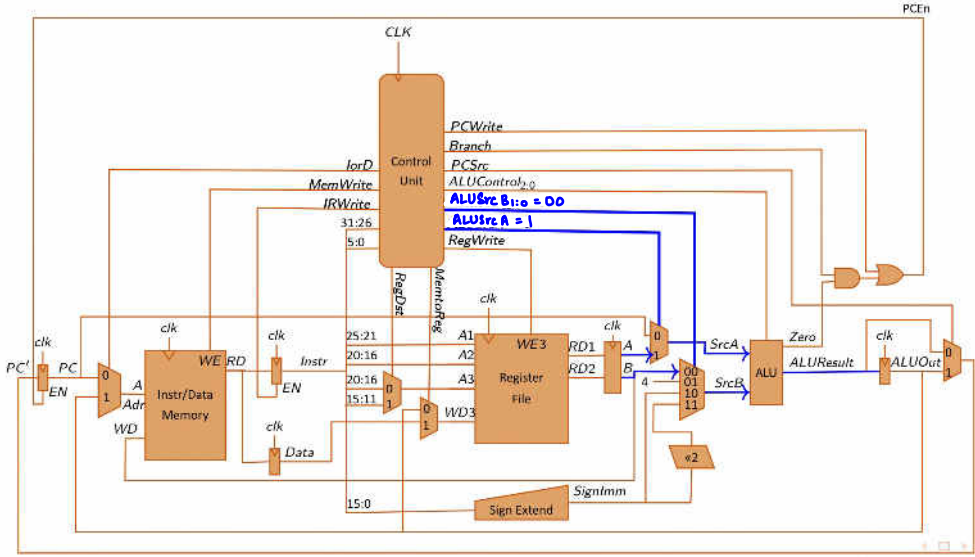 PCEn
CLK
Control
Unit
PCWrite
Branch
PCSrc
ALUControl2:0
ALUSrcB1:0 = 00
ALUSrcA = 1
RegWrite
IorD
MemWrite
IRWrite
31:26
5:0
RegDst
MemtoReg
clk
PC'
PC
EN
0
1
A
Adr
WD
clk
WE
RD
Instr/Data
Memory
clk
Instr
EN
clk
Data
25:21
20:16
20:16
15:11
15:0
0
1
0
1
clk
A1
A2
A3
WD3
WE3
RD1
RD2
Register
File
clk
A
B
0
1
4
00
01
10
11
SrcA
SrcB
ALU
Zero
ALUResult
clk
ALUOut
0
1
«2
SignImm
Sign Extend